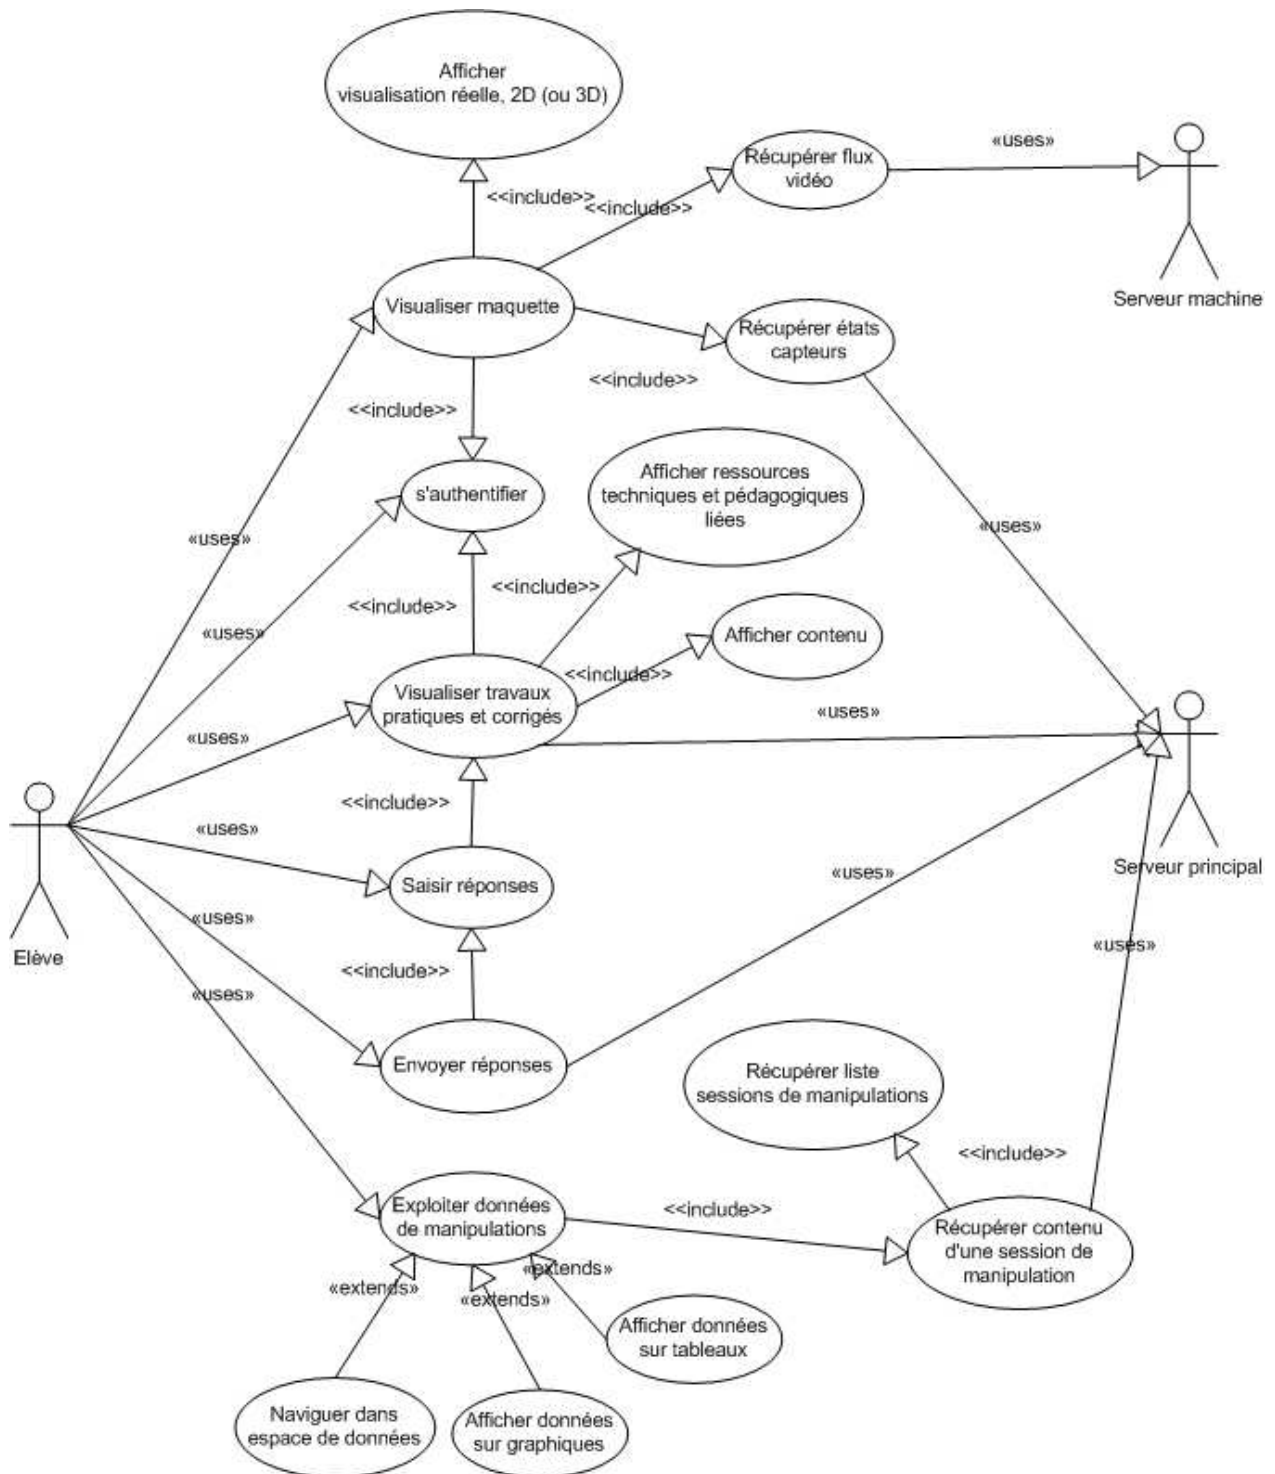 Afficher
visualisation réelle, 2D (ou 3D)
Récupérer flux
vidéo
«uses»
<<include>>
<<include>>
Serveur machine
Visualiser maquette
Récupérer états
capteurs
<<include>>
<<include>>
s'authentifier
Afficher ressources
techniques et pédagogiques
liées
«uses»
«uses»
<<include>>
<<include>>
«uses»
Afficher contenu
<<include>>
Visualiser travaux
pratiques et corrigés
«uses»
«uses»
<<include>>
«uses»
Saisir réponses
«uses»
Serveur principal
«uses»
Elève
<<include>>
«uses»
«uses»
Envoyer réponses
Récupérer liste
sessions de manipulations
<<include>>
Exploiter données
de manipulations
<<include>>
Récupérer contenu
d'une session de
manipulation
«extends»
«extends»
«extends»
Afficher données
sur tableaux
Naviguer dans
espace de données
Afficher données
sur graphiques